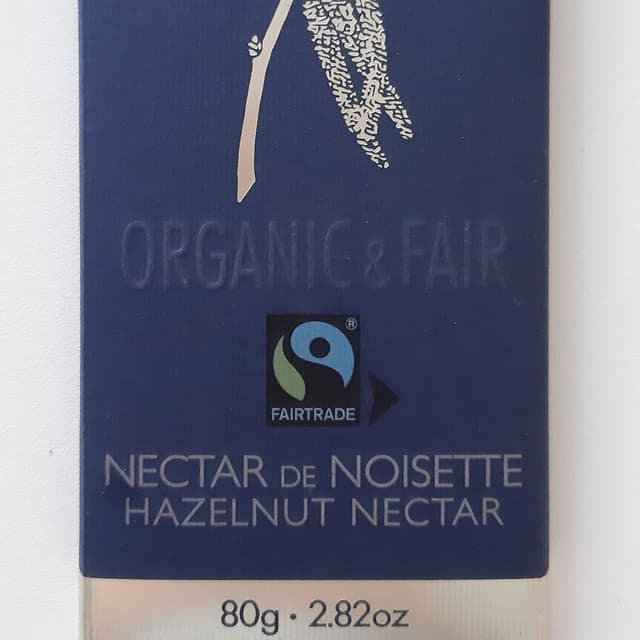 ORGANIC & FAIR
®
FAIRTRADE
NECTAR DE NOISETTE
HAZELNUT NECTAR
80g • 2.82oz